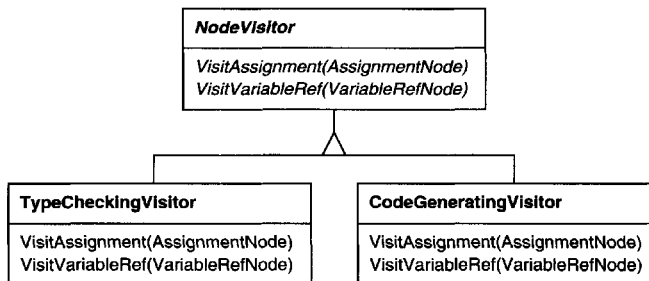 NodeVisitor
VisitAssignment(AssignmentNode)
VisitVariableRef(VariableRefNode)
TypeCheckingVisitor
VisitAssignment(AssignmentNode)
VisitVariableRef(VariableRefNode)
CodeGeneratingVisitor
VisitAssignment(AssignmentNode)
VisitVariableRef(VariableRefNode)